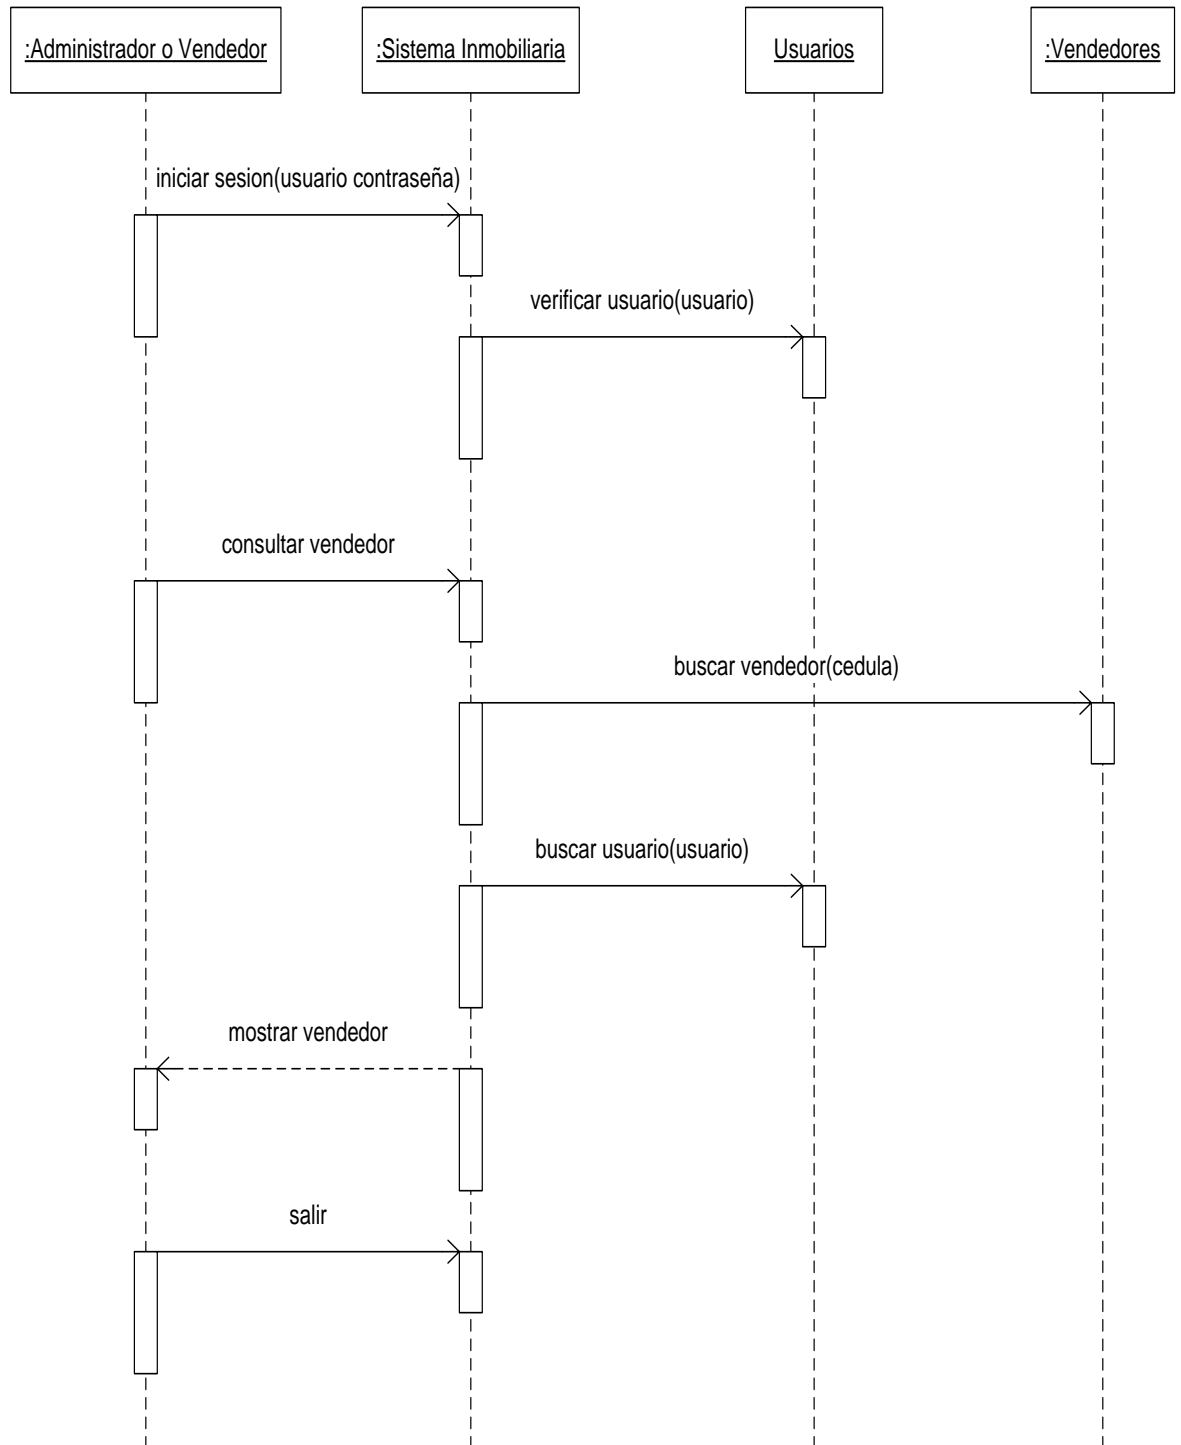 :Administrador o Vendedor
:Sistema Inmobiliaria
Usuarios
:Vendedores
iniciar sesion(usuario contraseña)
verificar usuario(usuario)
consultar vendedor
buscar vendedor(cedula)
buscar usuario(usuario)
mostrar vendedor
salir